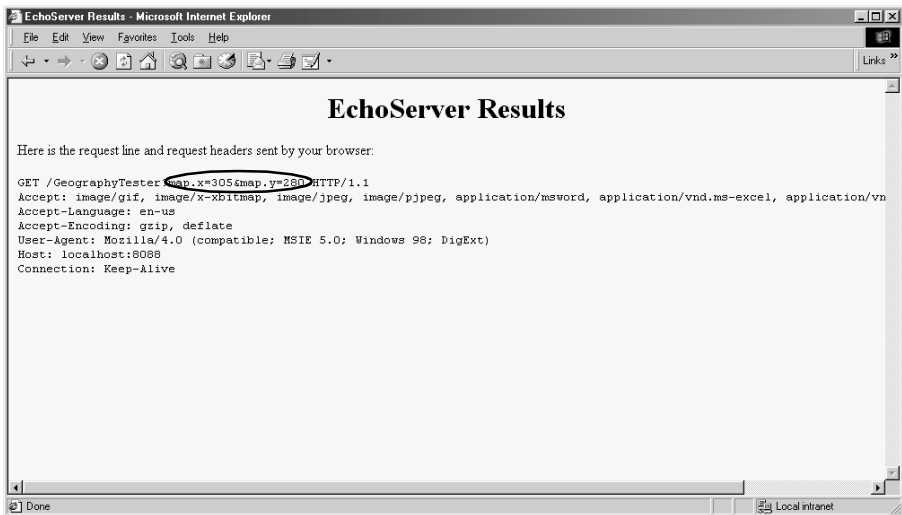 EchoServer Results - Microsoft Internet Explorer
File Edit View Favorites Tools Help
Links »
EchoServer Results
Here is the request line and request headers sent by your browser:
GET /GeographyTester?map.x=305&map.y=280 HTTP/1.1
Accept: image/gif, image/x-xbitmap, image/jpeg, image/pjpeg, application/msword, application/vnd.ms-excel, application/vn
Accept-Language: en-us
Accept-Encoding: gzip, deflate
User-Agent: Mozilla/4.0 (compatible; MSIE 5.0; Windows 98; DigExt)
Host: localhost:8088
Connection: Keep-Alive
Done
Local intranet